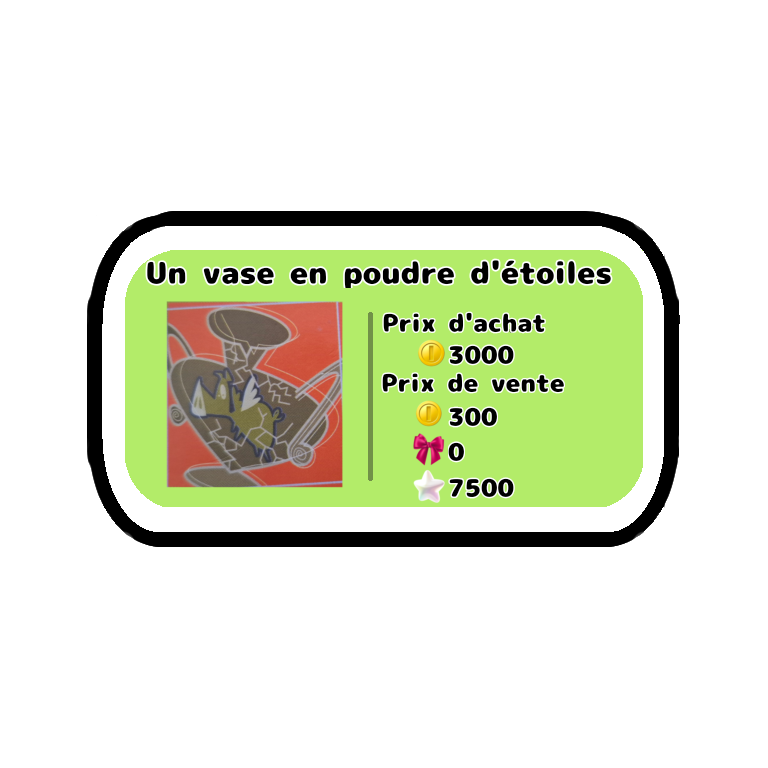 Un vase en poudre d'étoiles
Prix d'achat
3000
Prix de vente
300
0
7500